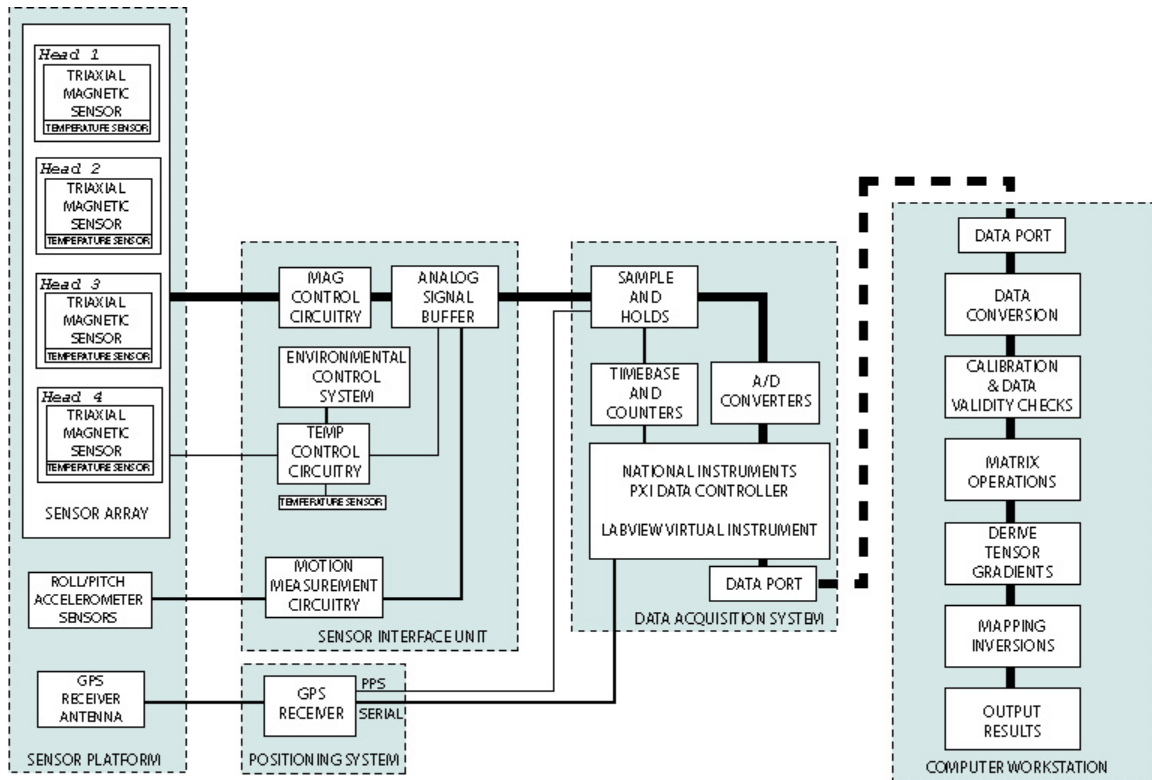 Head 1
TRIAXIAL
MAGNETIC
SENSOR
TEMPERATURE SENSOR
Head 2
TRIAXIAL
MAGNETIC
SENSOR
TEMPERATURE SENSOR
Head 3
TRIAXIAL
MAGNETIC
SENSOR
TEMPERATURE SENSOR
Head 4
TRIAXIAL
MAGNETIC
SENSOR
TEMPERATURE SENSOR
SENSOR ARRAY
ROLL/PITCH
ACCELEROMETER
SENSORS
GPS
RECEIVER
ANTENNA
SENSOR PLATFORM
MAG
CONTROL
CIRCUITRY
ANALOG
SIGNAL
BUFFER
ENVIRONMENTAL
CONTROL
SYSTEM
TEMP
CONTROL
CIRCUITRY
TEMPERATURE SENSOR
MOTION
MEASUREMENT
CIRCUITRY
SENSOR INTERFACE UNIT
GPS
RECEIVER
PPS
SERIAL
POSITIONING SYSTEM
SAMPLE
AND
HOLDS
TIMEBASE
AND
COUNTERS
A/D
CONVERTERS
NATIONAL INSTRUMENTS
PXI DATA CONTROLLER
LABVIEW VIRTUAL INSTRUMENT
DATA PORT
DATA ACQUISITION SYSTEM
DATA PORT
DATA
CONVERSION
CALIBRATION
& DATA
VALIDITY CHECKS
MATRIX
OPERATIONS
DERIVE
TENSOR
GRADIENTS
MAPPING
INVERSIONS
OUTPUT
RESULTS
COMPUTER WORKSTATION